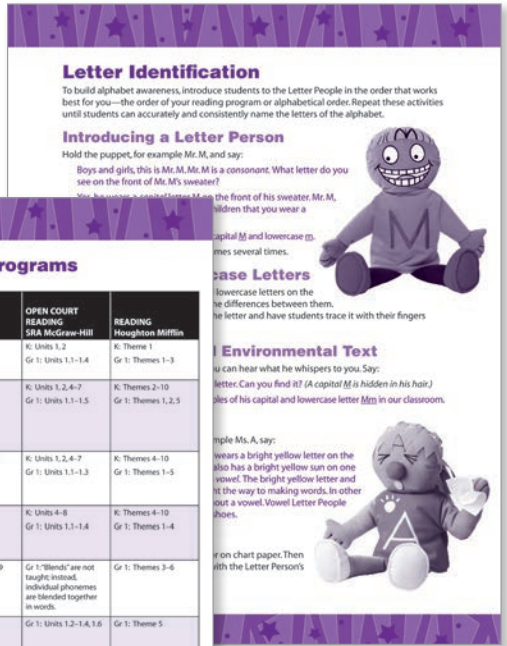 Letter Identification
To build alphabet awareness, introduce students to the Letter People in the order that works
best for you—the order of your reading program or alphabetical order. Repeat these activities
until students can accurately and consistently name the letters of the alphabet.
Introducing a Letter Person
Hold the puppet, for example Mr. M, and say:
Boys and girls, this is Mr. M. Mr. M is a consonant. What letter do you
see on the front of Mr. M's sweater?
Yes, he wears a capital letter M on the front of his sweater. Mr. M,
children that you wear a
capital M and lowercase m.
mes several times.
case Letters
lowercase letters on the
he differences between them.
he letter and have students trace it with their fingers
Environmental Text
u can hear what he whispers to you. Say:
letter. Can you find it? (A capital M is hidden in his hair.)
ples of his capital and lowercase letter Mm in our classroom.
mple Ms. A, say:
wears a bright yellow letter on the
also has a bright yellow sun on one
vowel. The bright yellow letter and
ht the way to making words. In other
out a vowel. Vowel Letter People
hoes.
r on chart paper. Then
with the Letter Person's
M
M
A
rograms
OPEN COURT
READING
SRA McGraw-Hill
READING
Houghton Mifflin
K: Units 1, 2
Gr 1: Units 1.1–1.4
K: Theme 1
Gr 1: Themes 1–3
K: Units 1, 2, 4–7
Gr 1: Units 1.1–1.5
K: Themes 2–10
Gr 1: Themes 1, 2, 5
K: Units 1, 2, 4–7
Gr 1: Units 1.1–1.3
K: Themes 4–10
Gr 1: Themes 1–5
K: Units 4–8
Gr 1: Units 1.1–1.4
K: Themes 4–10
Gr 1: Themes 1–4
Gr 1: "Blends" are not
taught; instead,
individual phonemes
are blended together
in words.
Gr 1: Themes 3–6
Gr 1: Units 1.2–1.4, 1.6
Gr 1: Theme 5